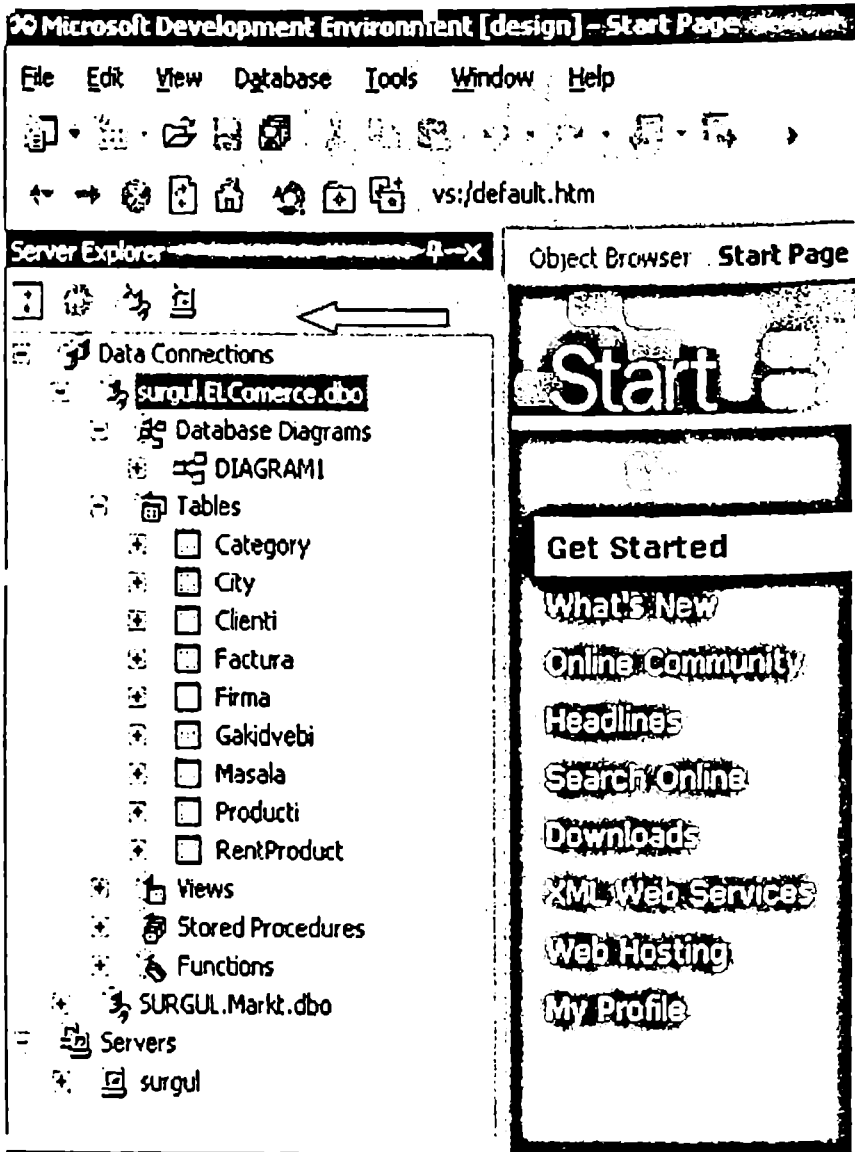 Microsoft Development Environment [design] - Start Page
File Edit View Database Tools Window Help
vs:/default.htm
Server Explorer
Object Browser Start Page
Data Connections
surgul.ELComerce.dbo
Database Diagrams
DIAGRAM1
Tables
Category
City
Clienti
Factura
Firma
Gakidvebi
Masala
Producti
RentProduct
Views
Stored Procedures
Functions
SURGUL.Markt.dbo
Servers
surgul
Start
Get Started
What's New
Online Community
Headlines
Search Online
Downloads
XML Web Services
Web Hosting
My Profile